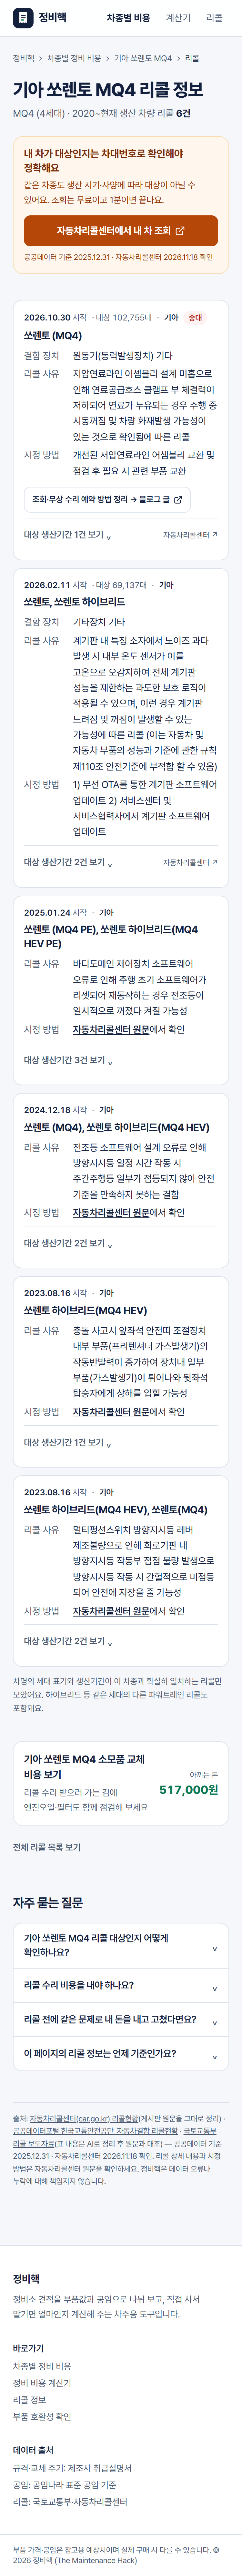 정비핵
차종별 비용 계산기 리콜
정비핵 › 차종별 정비 비용 › 기아 쏘렌토 MQ4 › 리콜
기아 쏘렌토 MQ4 리콜 정보
MQ4 (4세대) · 2020~현재 생산 차량 리콜 6건
내 차가 대상인지는 차대번호로 확인해야
정확해요
같은 차종도 생산 시기·사양에 따라 대상이 아닐 수
있어요. 조회는 무료이고 1분이면 끝나요.
자동차리콜센터에서 내 차 조회
공공데이터 기준 2025.12.31 · 자동차리콜센터 2026.11.18 확인
2026.10.30 시작 · 대상 102,755대 · 기아 중대
쏘렌토 (MQ4)
결함 장치 원동기(동력발생장치) 기타
리콜 사유 저압연료라인 어셈블리 설계 미흡으로
인해 연료공급호스 클램프 부 체결력이
저하되어 연료가 누유되는 경우 주행 중
시동꺼짐 및 차량 화재발생 가능성이
있는 것으로 확인됨에 따른 리콜
시정 방법 개선된 저압연료라인 어셈블리 교환 및
점검 후 필요 시 관련 부품 교환
조회·무상 수리 예약 방법 정리 → 블로그 글
대상 생산기간 1건 보기 ˅ 자동차리콜센터 ↗
2026.02.11 시작 · 대상 69,137대 · 기아
쏘렌토, 쏘렌토 하이브리드
결함 장치 기타장치 기타
리콜 사유 계기판 내 특정 소자에서 노이즈 과다
발생 시 내부 온도 센서가 이를
고온으로 오감지하여 전체 계기판
성능을 제한하는 과도한 보호 로직이
적용될 수 있으며, 이런 경우 계기판
느려짐 및 꺼짐이 발생할 수 있는
가능성에 따른 리콜 (이는 자동차 및
자동차 부품의 성능과 기준에 관한 규칙
제110조 안전기준에 부적합 할 수 있음)
시정 방법 1) 무선 OTA를 통한 계기판 소프트웨어
업데이트 2) 서비스센터 및
서비스협력사에서 계기판 소프트웨어
업데이트
대상 생산기간 2건 보기 ˅ 자동차리콜센터 ↗
2025.01.24 시작 · 기아
쏘렌토 (MQ4 PE), 쏘렌토 하이브리드(MQ4
HEV PE)
리콜 사유 바디도메인 제어장치 소프트웨어
오류로 인해 주행 초기 소프트웨어가
리셋되어 재동작하는 경우 전조등이
일시적으로 꺼졌다 켜질 가능성
시정 방법 자동차리콜센터 원문에서 확인
대상 생산기간 3건 보기 ˅
2024.12.18 시작 · 기아
쏘렌토 (MQ4), 쏘렌토 하이브리드(MQ4 HEV)
리콜 사유 전조등 소프트웨어 설계 오류로 인해
방향지시등 일정 시간 작동 시
주간주행등 일부가 점등되지 않아 안전
기준을 만족하지 못하는 결함
시정 방법 자동차리콜센터 원문에서 확인
대상 생산기간 2건 보기 ˅
2023.08.16 시작 · 기아
쏘렌토 하이브리드(MQ4 HEV)
리콜 사유 충돌 사고시 앞좌석 안전띠 조절장치
내부 부품(프리텐셔너 가스발생기)의
작동반발력이 증가하여 장치내 일부
부품(가스발생기)이 튀어나와 뒷좌석
탑승자에게 상해를 입힐 가능성
시정 방법 자동차리콜센터 원문에서 확인
대상 생산기간 1건 보기 ˅
2023.08.16 시작 · 기아
쏘렌토 하이브리드(MQ4 HEV), 쏘렌토(MQ4)
리콜 사유 멀티펑션스위치 방향지시등 레버
제조불량으로 인해 회로기판 내
방향지시등 작동부 접점 불량 발생으로
방향지시등 작동 시 간헐적으로 미점등
되어 안전에 지장을 줄 가능성
시정 방법 자동차리콜센터 원문에서 확인
대상 생산기간 2건 보기 ˅
차명의 세대 표기와 생산기간이 이 차종과 확실히 일치하는 리콜만
모았어요. 하이브리드 등 같은 세대의 다른 파워트레인 리콜도
포함돼요.
기아 쏘렌토 MQ4 소모품 교체
비용 보기
리콜 수리 받으러 가는 김에
엔진오일·필터도 함께 점검해 보세요
아끼는 돈
517,000원
전체 리콜 목록 보기
자주 묻는 질문
기아 쏘렌토 MQ4 리콜 대상인지 어떻게
확인하나요? ˅
리콜 수리 비용을 내야 하나요? ˅
리콜 전에 같은 문제로 내 돈을 내고 고쳤다면요? ˅
이 페이지의 리콜 정보는 언제 기준인가요? ˅
출처: 자동차리콜센터(car.go.kr) 리콜현황(게시판 원문을 그대로 정리) ·
공공데이터포털 한국교통안전공단_자동차결함 리콜현황 · 국토교통부
리콜 보도자료(표 내용은 AI로 정리 후 원문과 대조) — 공공데이터 기준
2025.12.31 · 자동차리콜센터 2026.11.18 확인. 리콜 상세 내용과 시정
방법은 자동차리콜센터 원문을 확인하세요. 정비핵은 데이터 오류나
누락에 대해 책임지지 않습니다.
정비핵
정비소 견적을 부품값과 공임으로 나눠 보고, 직접 사서
맡기면 얼마인지 계산해 주는 차주용 도구입니다.
바로가기
차종별 정비 비용
정비 비용 계산기
리콜 정보
부품 호환성 확인
데이터 출처
규격·교체 주기: 제조사 취급설명서
공임: 공임나라 표준 공임 기준
리콜: 국토교통부·자동차리콜센터
부품 가격·공임은 참고용 예상치이며 실제 구매 시 다를 수 있습니다. ©
2026 정비핵 (The Maintenance Hack)